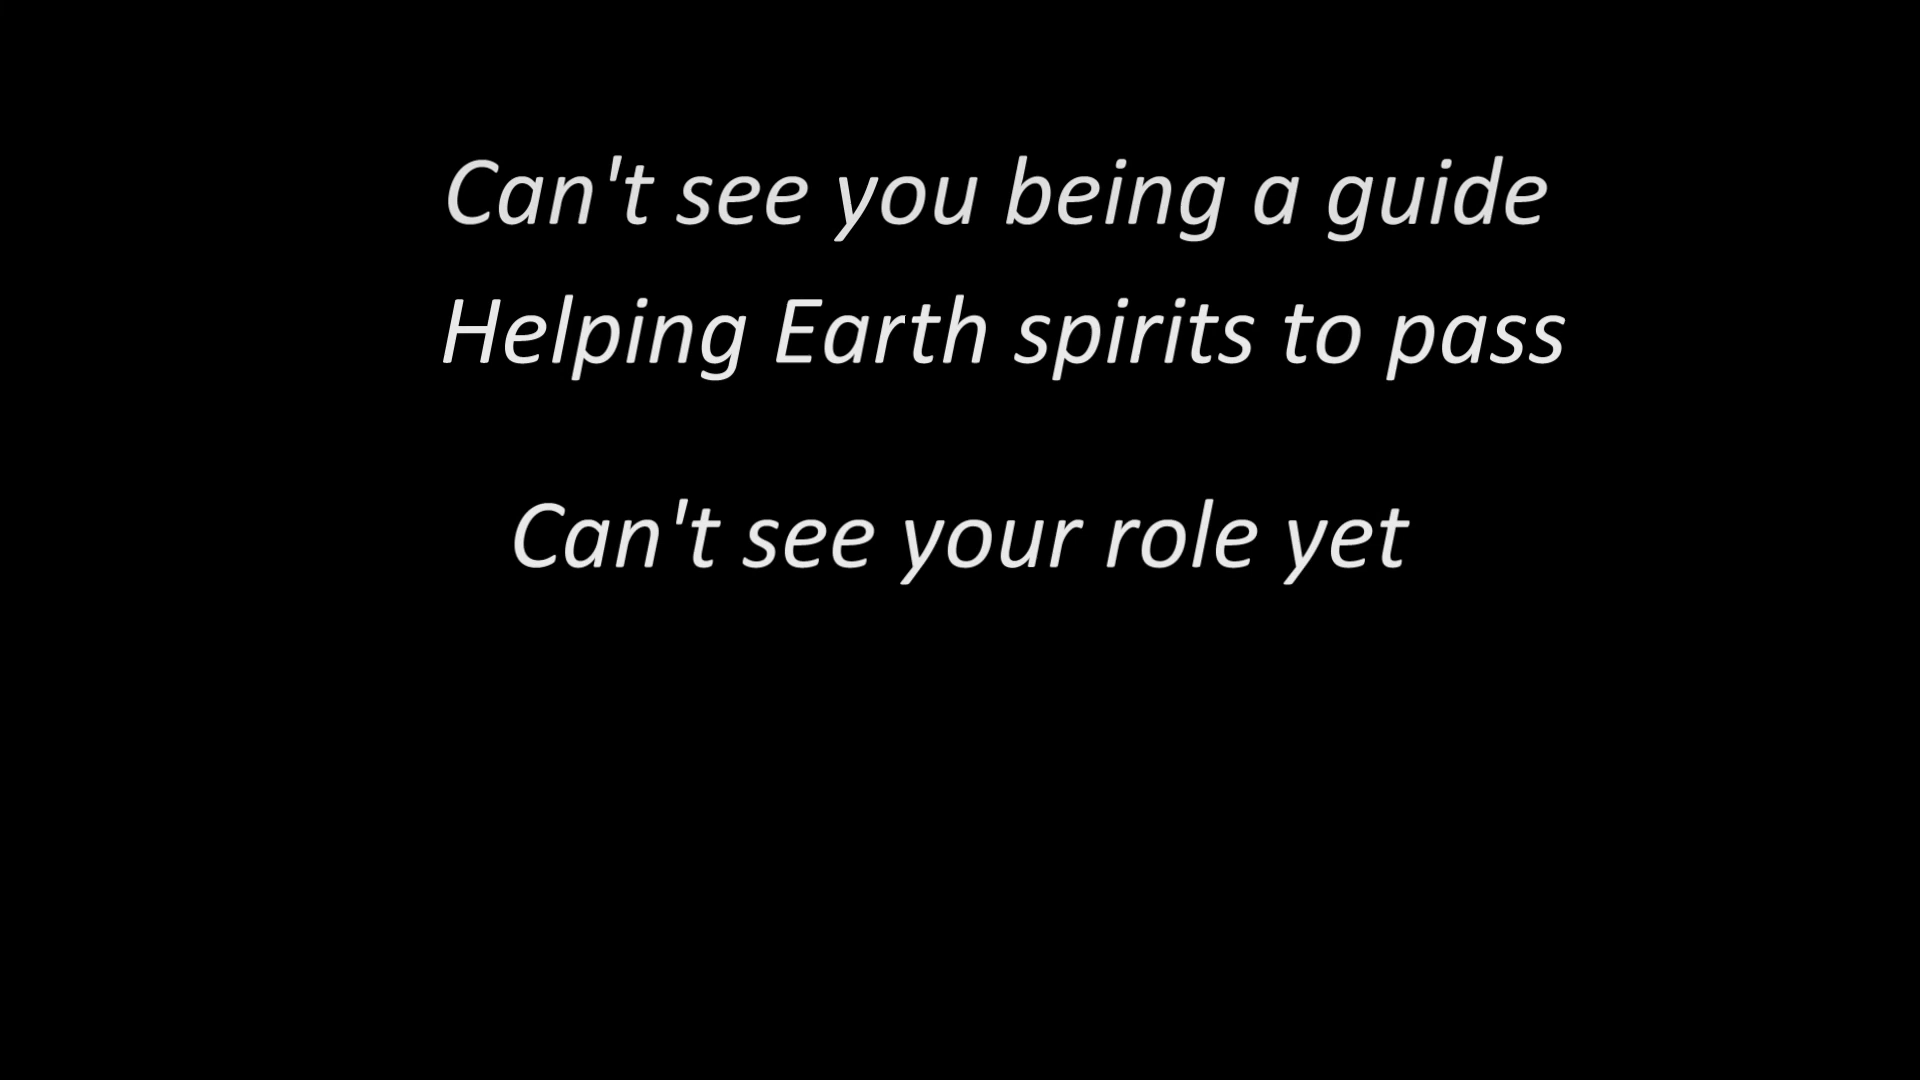 Can't see you being a guide
Helping Earth spirits to pass
Can't see your role yet